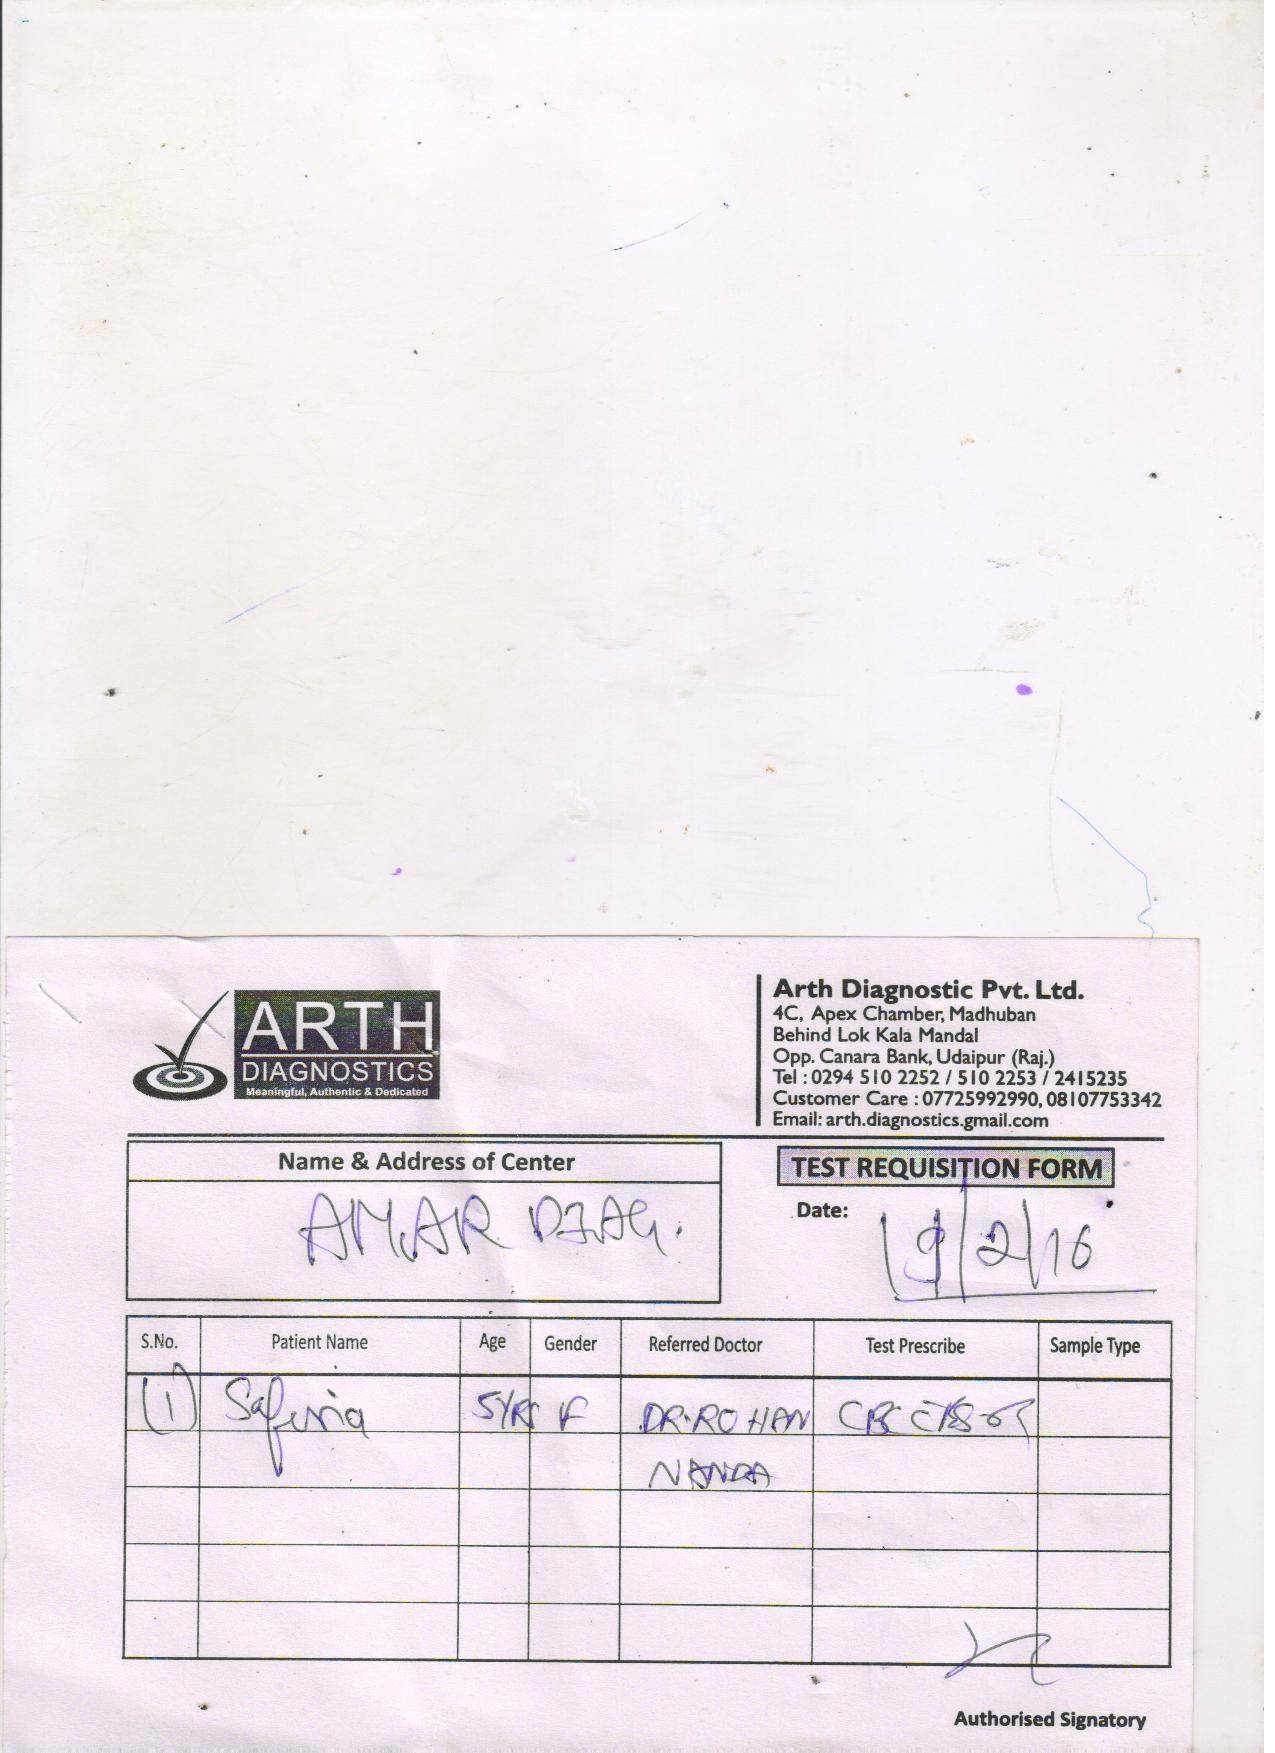 ARTH
DIAGNOSTICS
Meaningful, Authentic & Dedicated
Arth Diagnostic Pvt. Ltd.
4C, Apex Chamber, Madhuban
Behind Lok Kala Mandal
Opp. Canara Bank, Udaipur (Raj.)
Tel : 0294 510 2252 / 510 2253 / 2415235
Customer Care : 07725992990, 08107753342
Email: arth.diagnostics.gmail.com
Name & Address of Center
AMAR DIAG.
TEST REQUISITION FORM
Date: 19/2/16
S.No. Patient Name Age Gender Referred Doctor Test Prescribe Sample Type
(1) Safina 5YRS F DR.ROHAN CBC
NANDA
Authorised Signatory